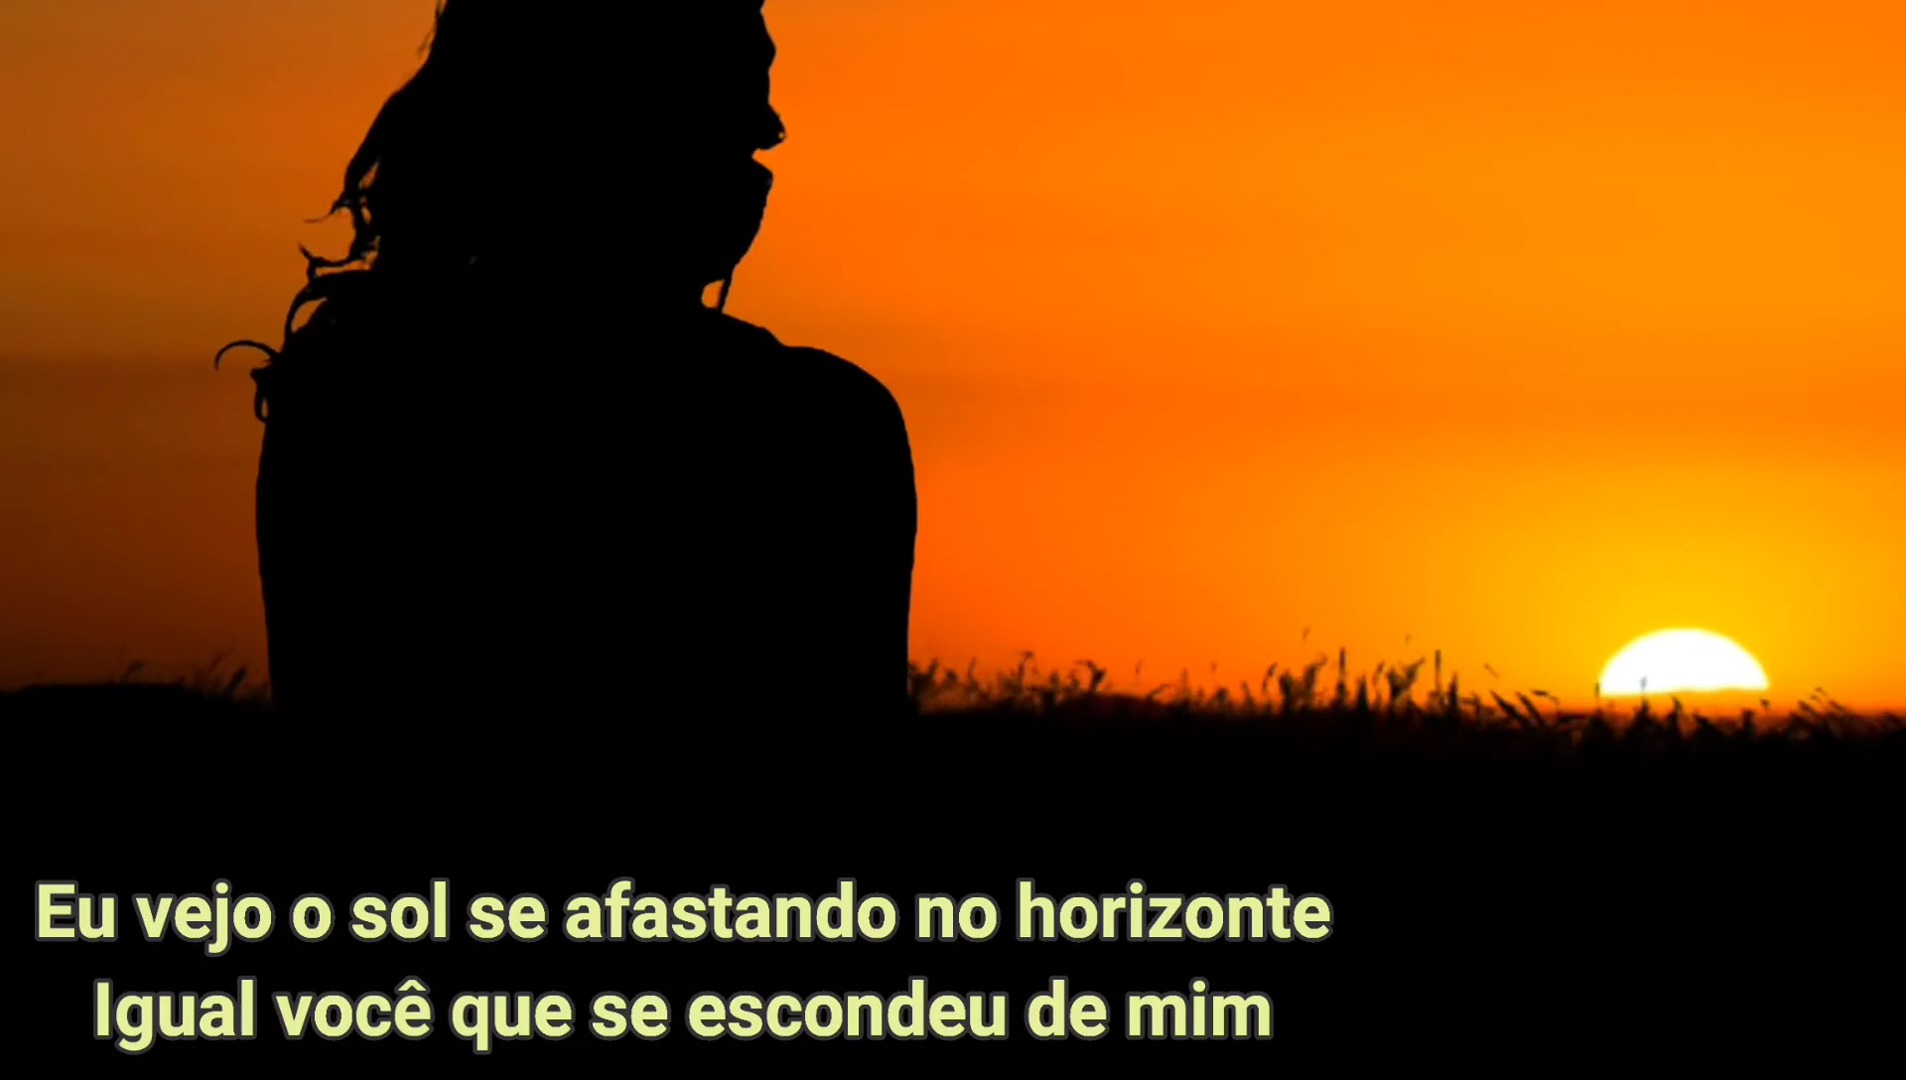 Eu vejo o sol se afastando no horizonte
Igual você que se escondeu de mim